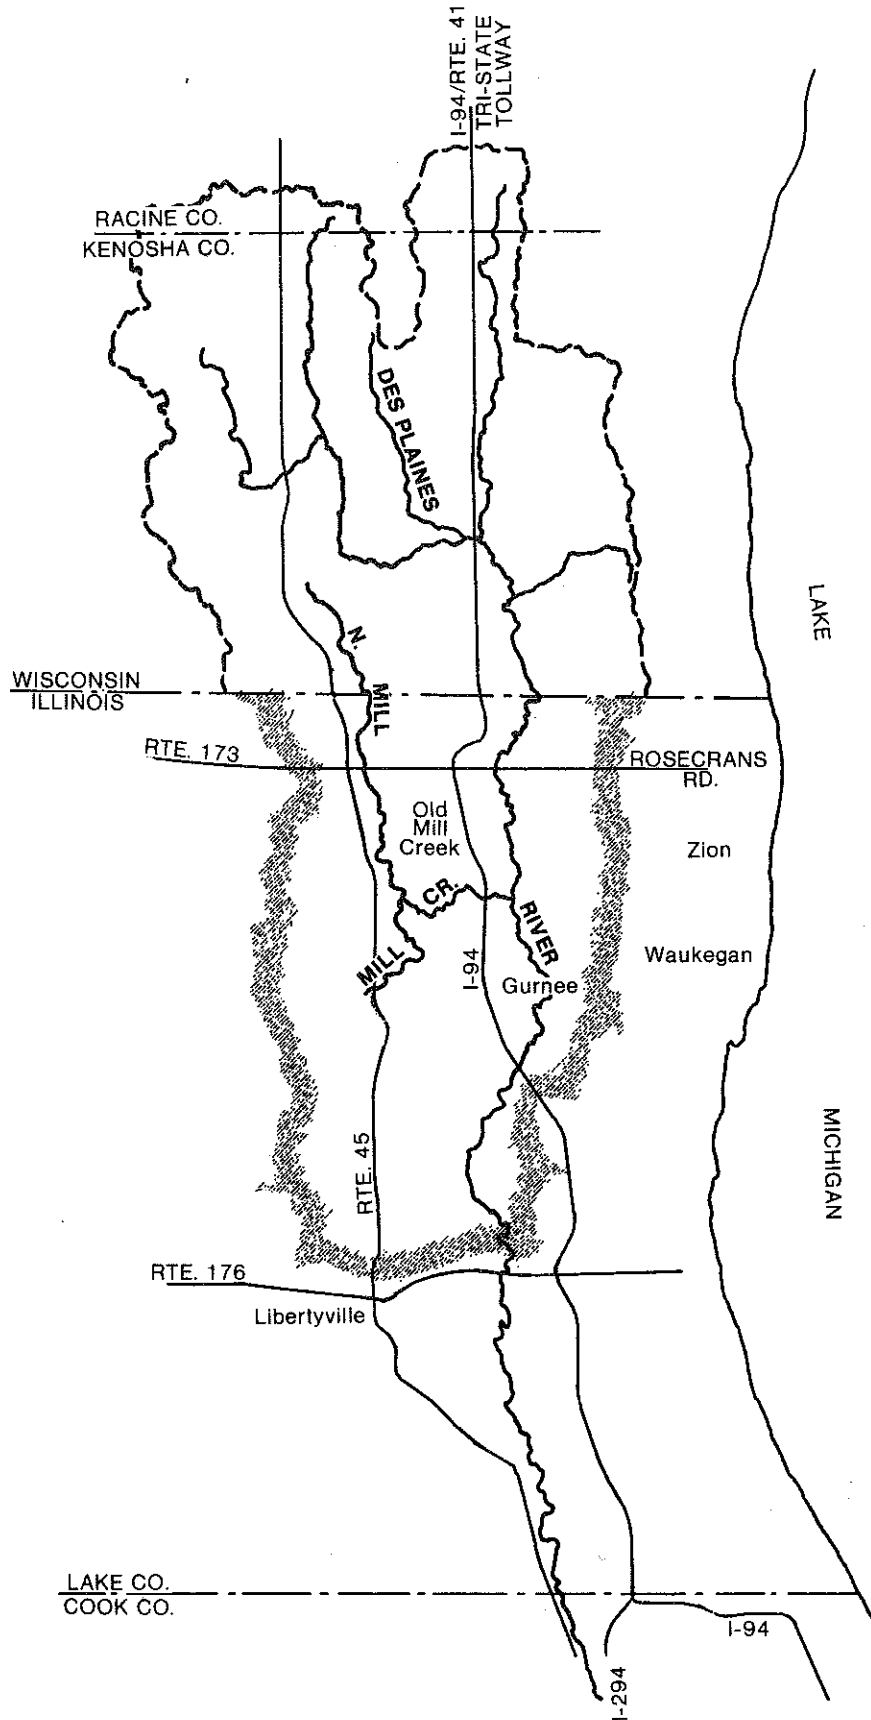 I-94/RTE. 41
TRI-STATE
TOLLWAY
RACINE CO.
KENOSHA CO.
DES PLAINES
LAKE
N.
MILL
WISCONSIN
ILLINOIS
RTE. 173
ROSECRANS
RD.
Old
Mill
Creek
Zion
CR.
MILL
RIVER
I-94
Waukegan
Gurnee
MICHIGAN
RTE. 45
RTE. 176
Libertyville
LAKE CO.
COOK CO.
I-94
I-294